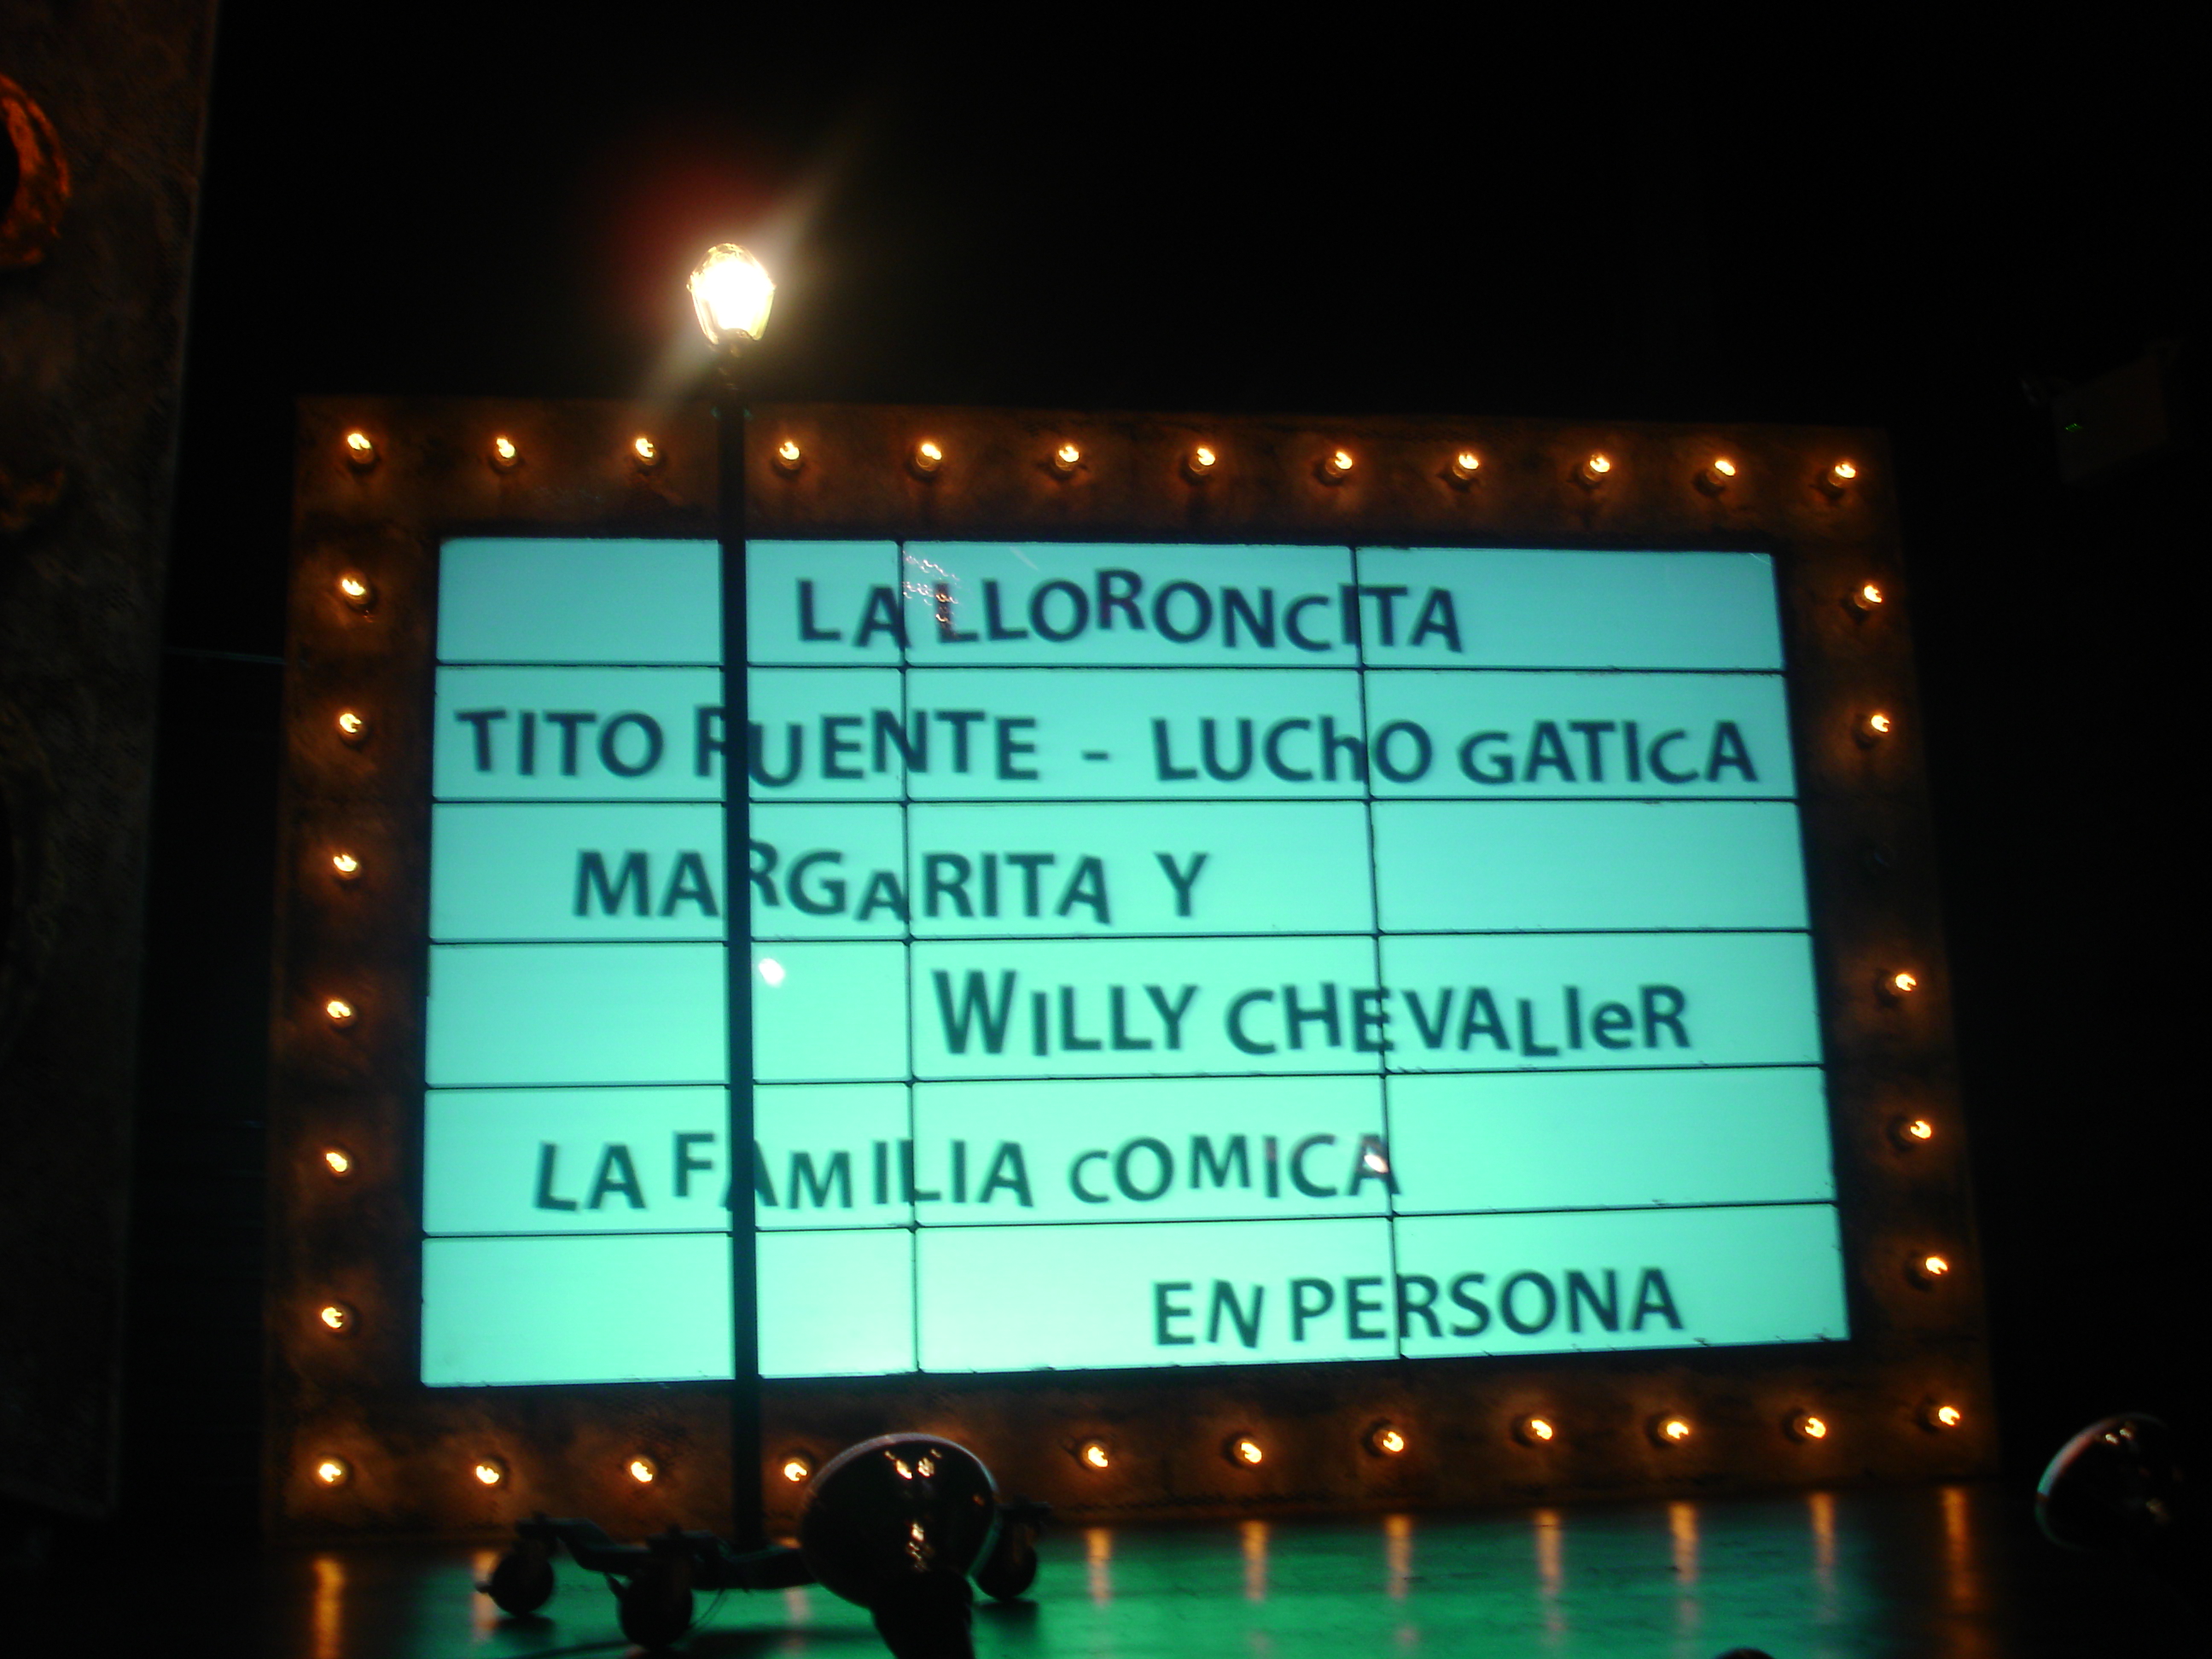 LA LLORONCITA
TITO PUENTE - LUChO GATICA
MARGARITA Y
WILLY CHEVALIeR
LA FAMILIA COMICA
EN PERSONA